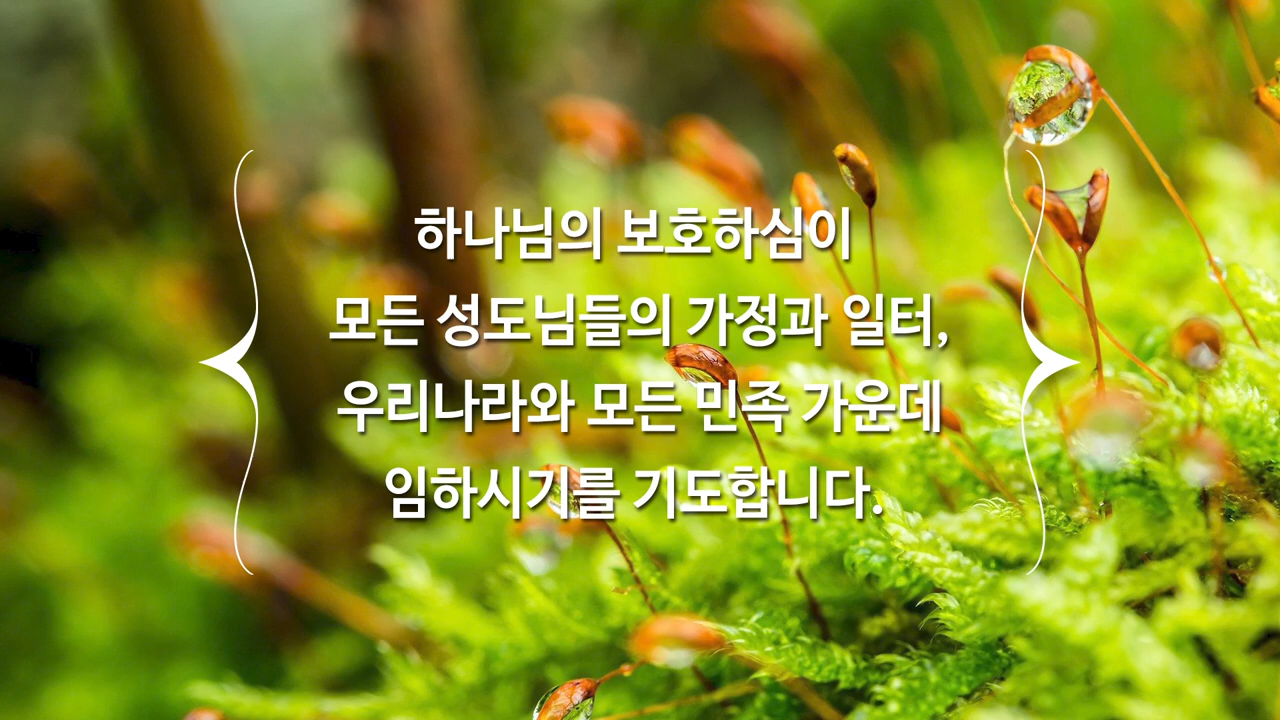 하나님의 보호하심이
모든 성도님들의 가정과 일터,
우리나라와 모든 민족 가운데
임하시기를 기도합니다.